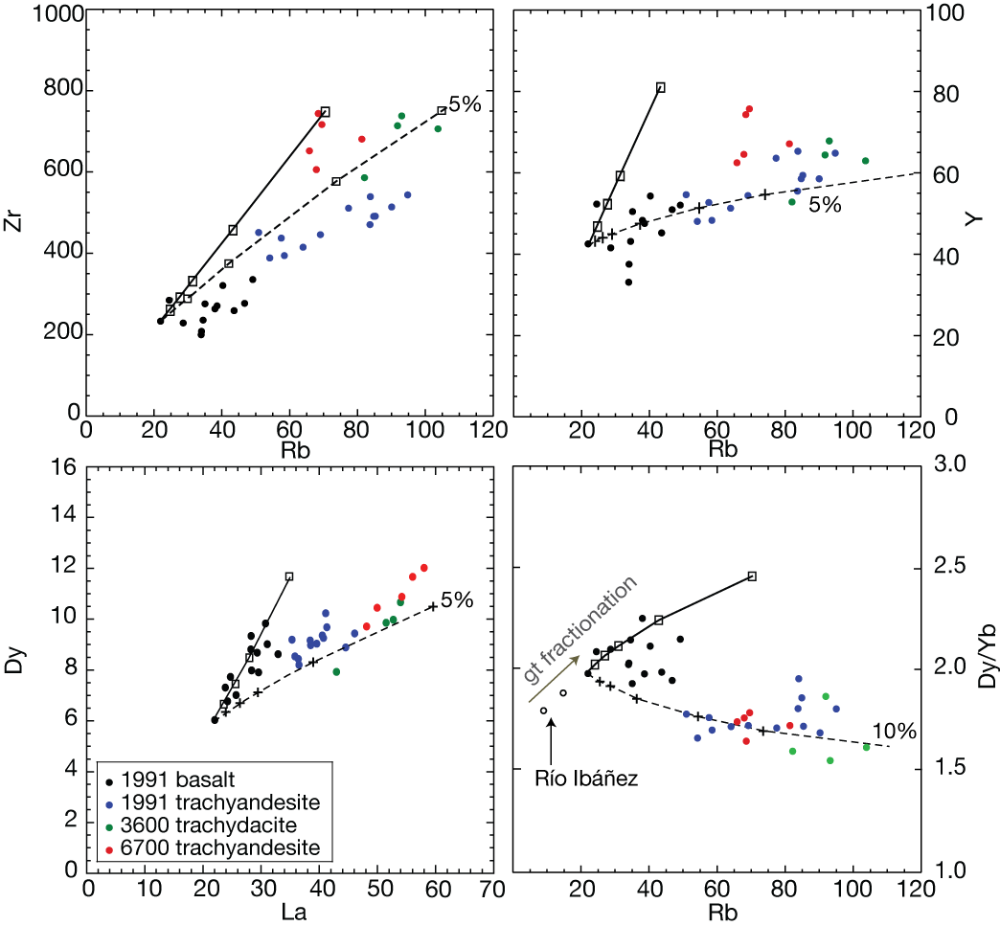 1000
800
600
400
200
0
Zr
0 20 40 60 80 100 120
Rb
5%
100
80
60
40
20
0
Y
20 40 60 80 100 120
Rb
5%
16
14
12
10
8
6
4
2
0
Dy
0 10 20 30 40 50 60 70
La
5%
1991 basalt
1991 trachyandesite
3600 trachydacite
6700 trachyandesite
3.0
2.5
2.0
1.5
1.0
Dy/Yb
20 40 60 80 100 120
Rb
gt fractionation
Río Ibáñez
10%